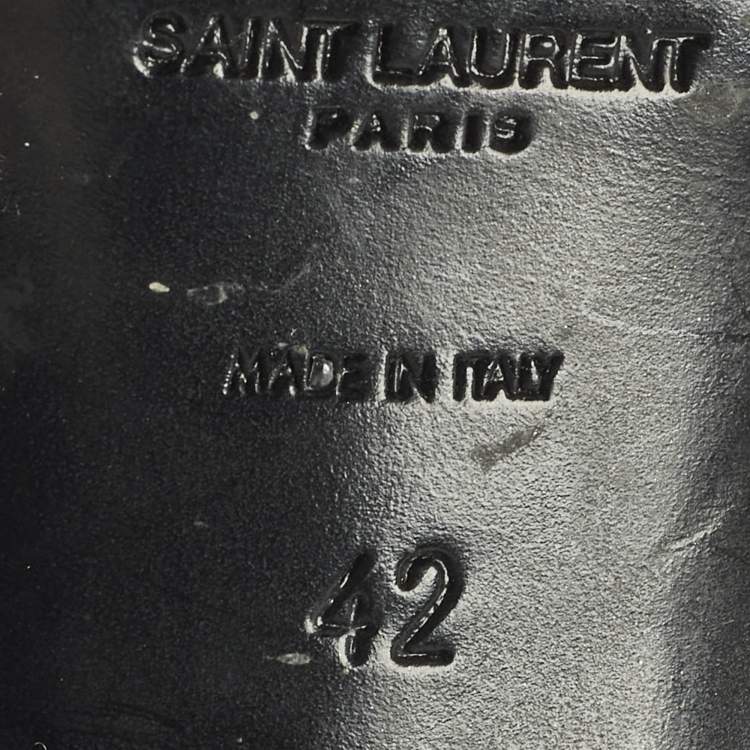 SAINT LAURENT
PARIS
MADE IN ITALY
42